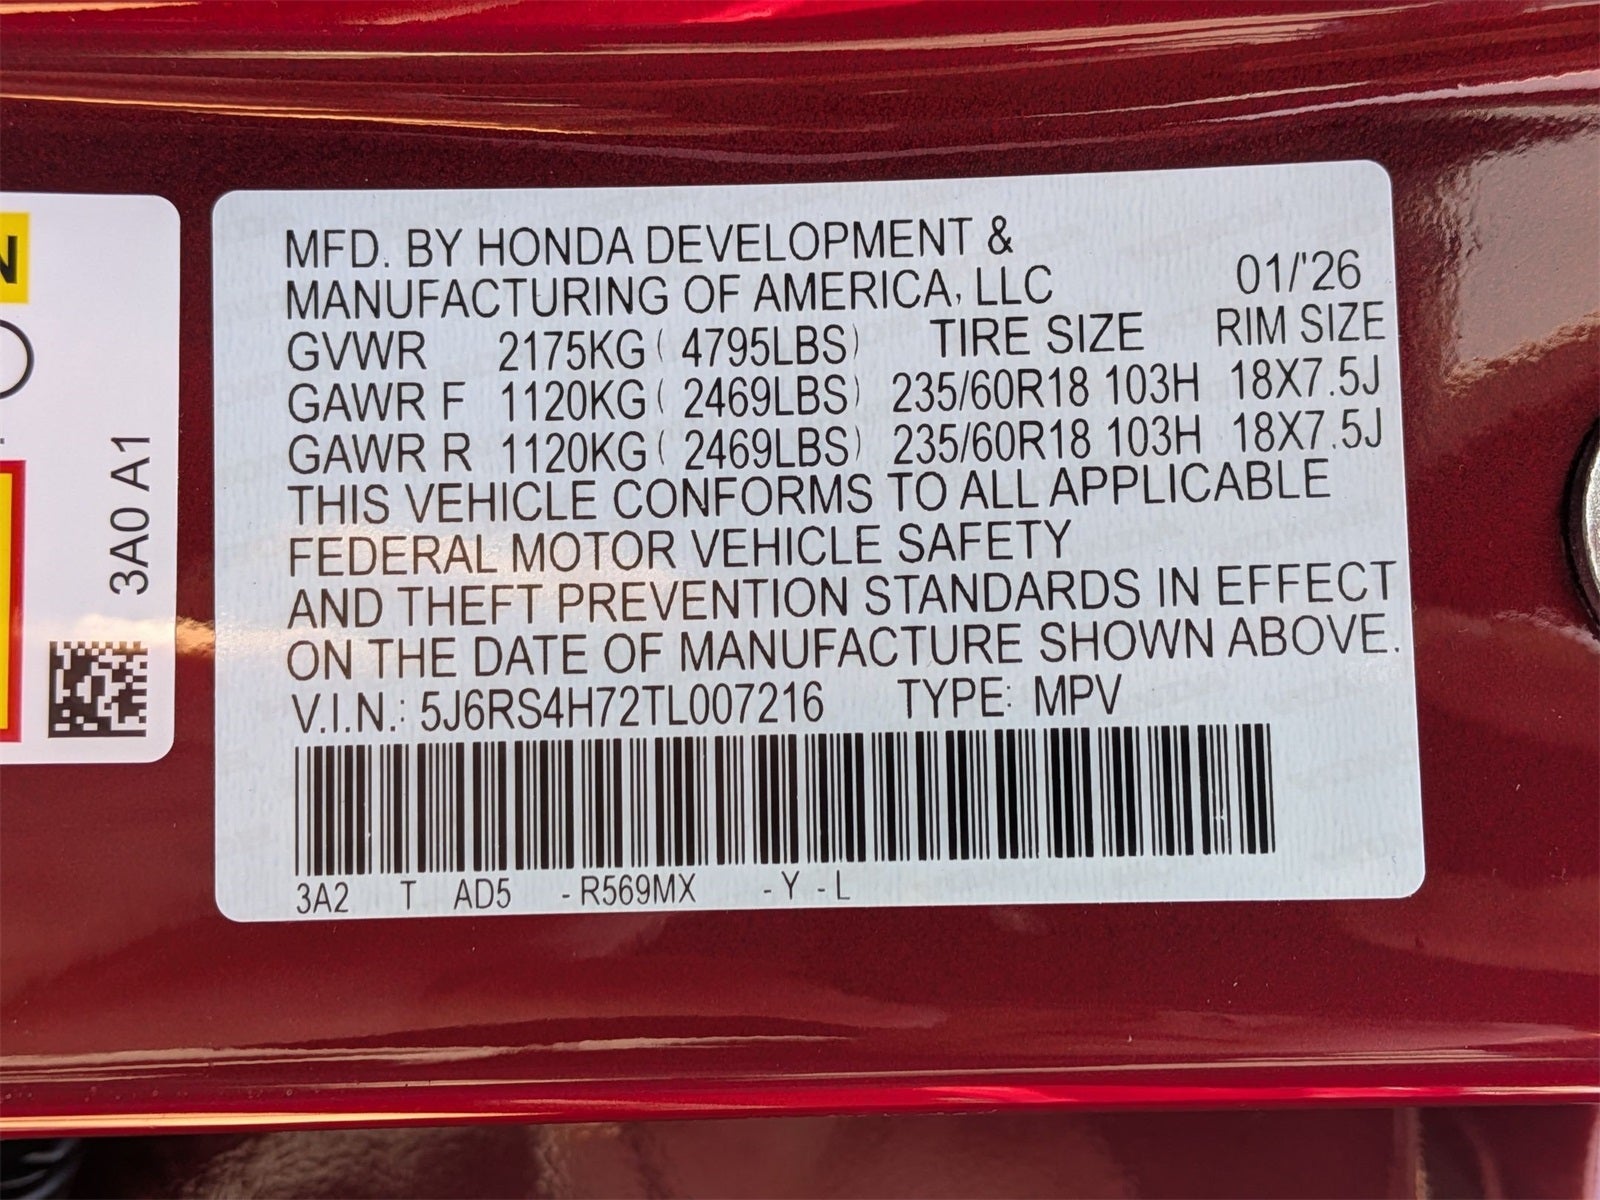 MFD. BY HONDA DEVELOPMENT &
MANUFACTURING OF AMERICA, LLC 01/'26
GVWR 2175KG ( 4795LBS) TIRE SIZE RIM SIZE
GAWR F 1120KG ( 2469LBS) 235/60R18 103H 18X7.5J
GAWR R 1120KG ( 2469LBS) 235/60R18 103H 18X7.5J
THIS VEHICLE CONFORMS TO ALL APPLICABLE
FEDERAL MOTOR VEHICLE SAFETY
AND THEFT PREVENTION STANDARDS IN EFFECT
ON THE DATE OF MANUFACTURE SHOWN ABOVE.
V.I.N.: 5J6RS4H72TL007216 TYPE: MPV
3A2 T AD5 - R569MX - Y - L
3A0 A1
N